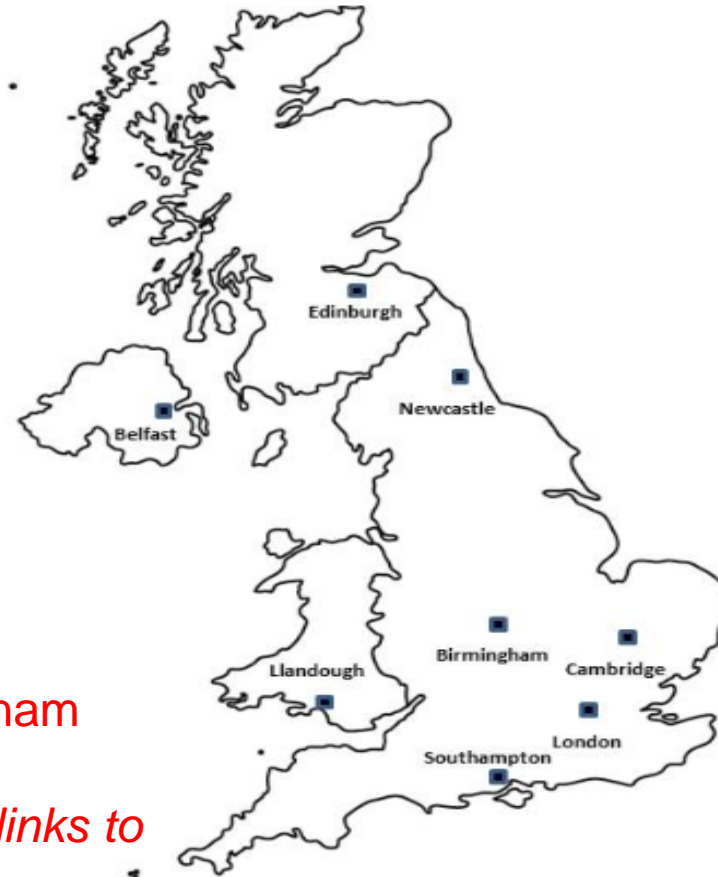 Edinburgh
Newcastle
Belfast
Birmingham
Cambridge
Llandough
ham
London
Southampton
links to